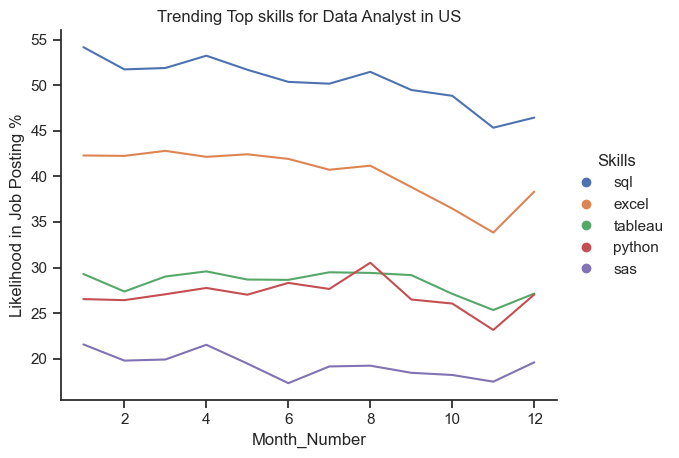 Trending Top skills for Data Analyst in US
Likelihood in Job Posting %
55
50
45
40
35
30
25
20
2 4 6 8 10 12
Month_Number
Skills
sql
excel
tableau
python
sas